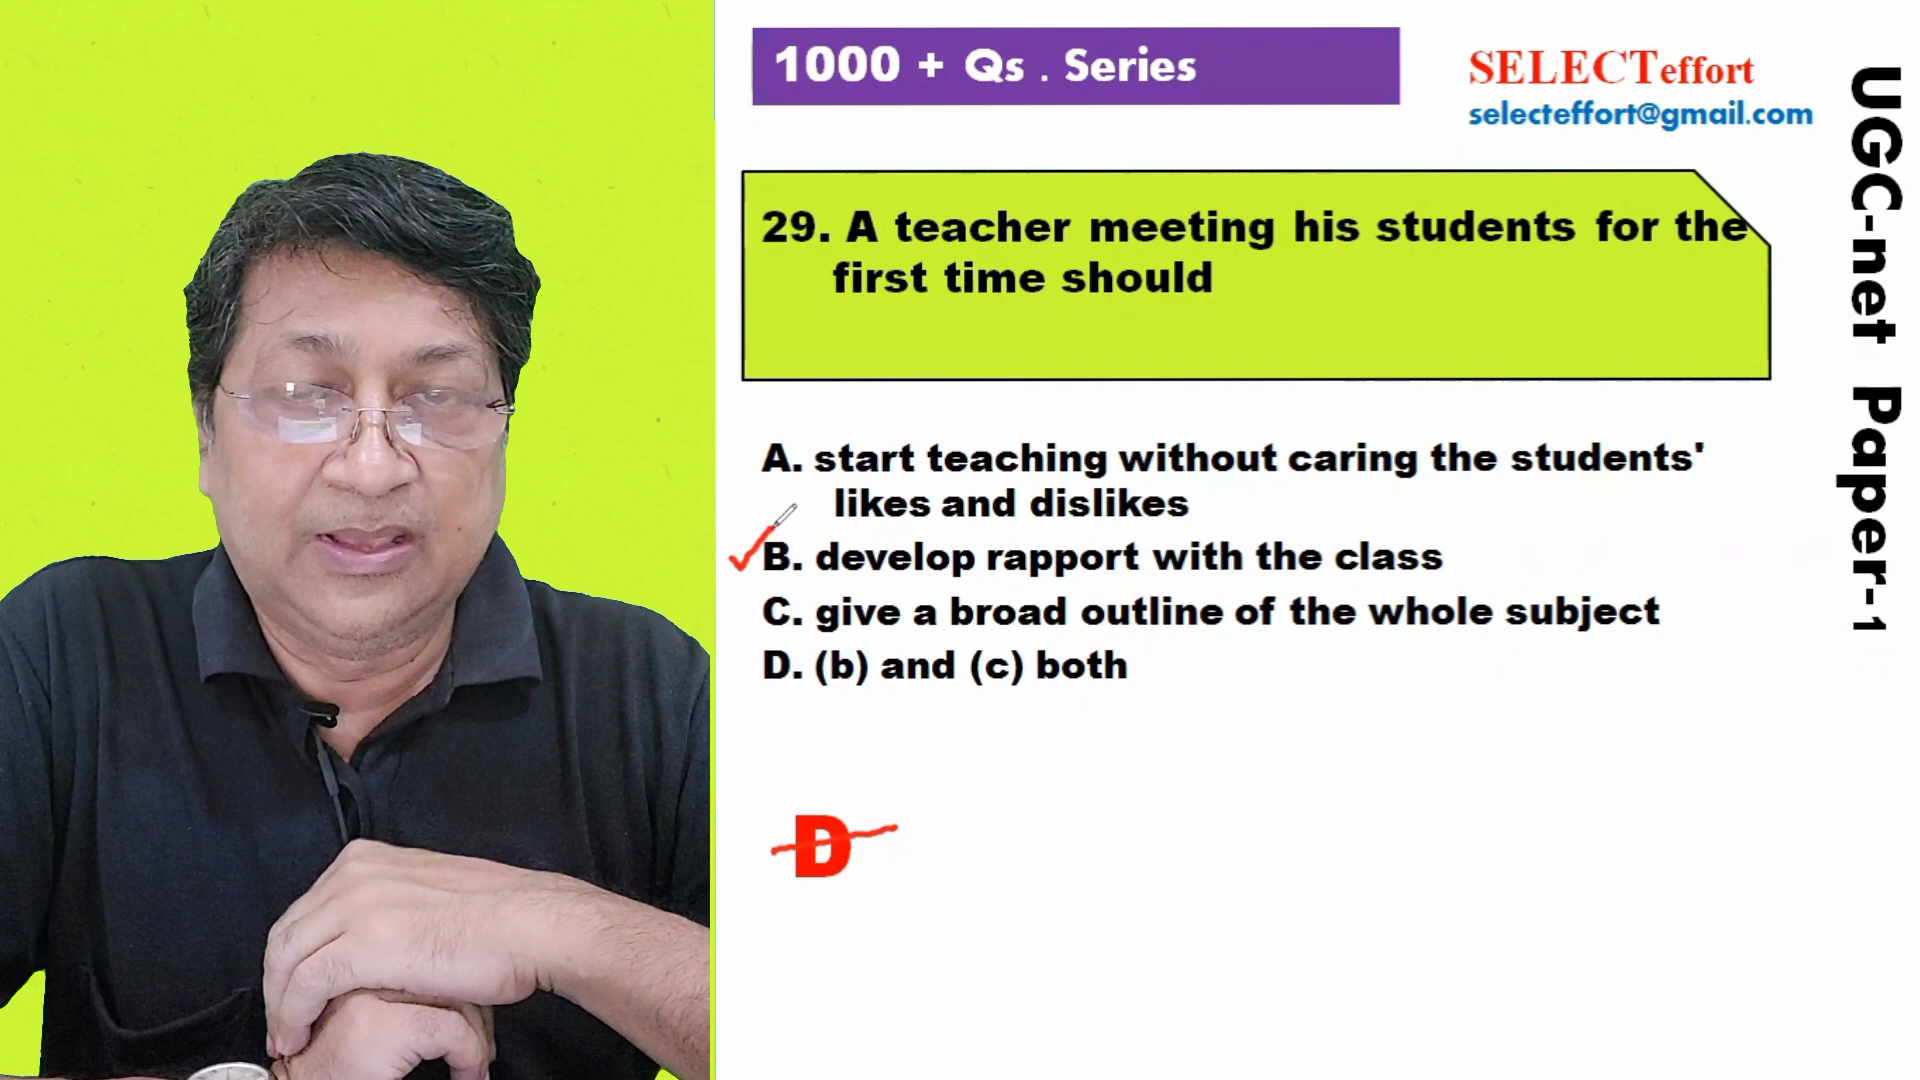 1000 + Qs . Series
SELECTeffort
selecteffort@gmail.com
UGC-net Paper-1
29. A teacher meeting his students for the
first time should
A. start teaching without caring the students'
likes and dislikes
B. develop rapport with the class
C. give a broad outline of the whole subject
D. (b) and (c) both
D